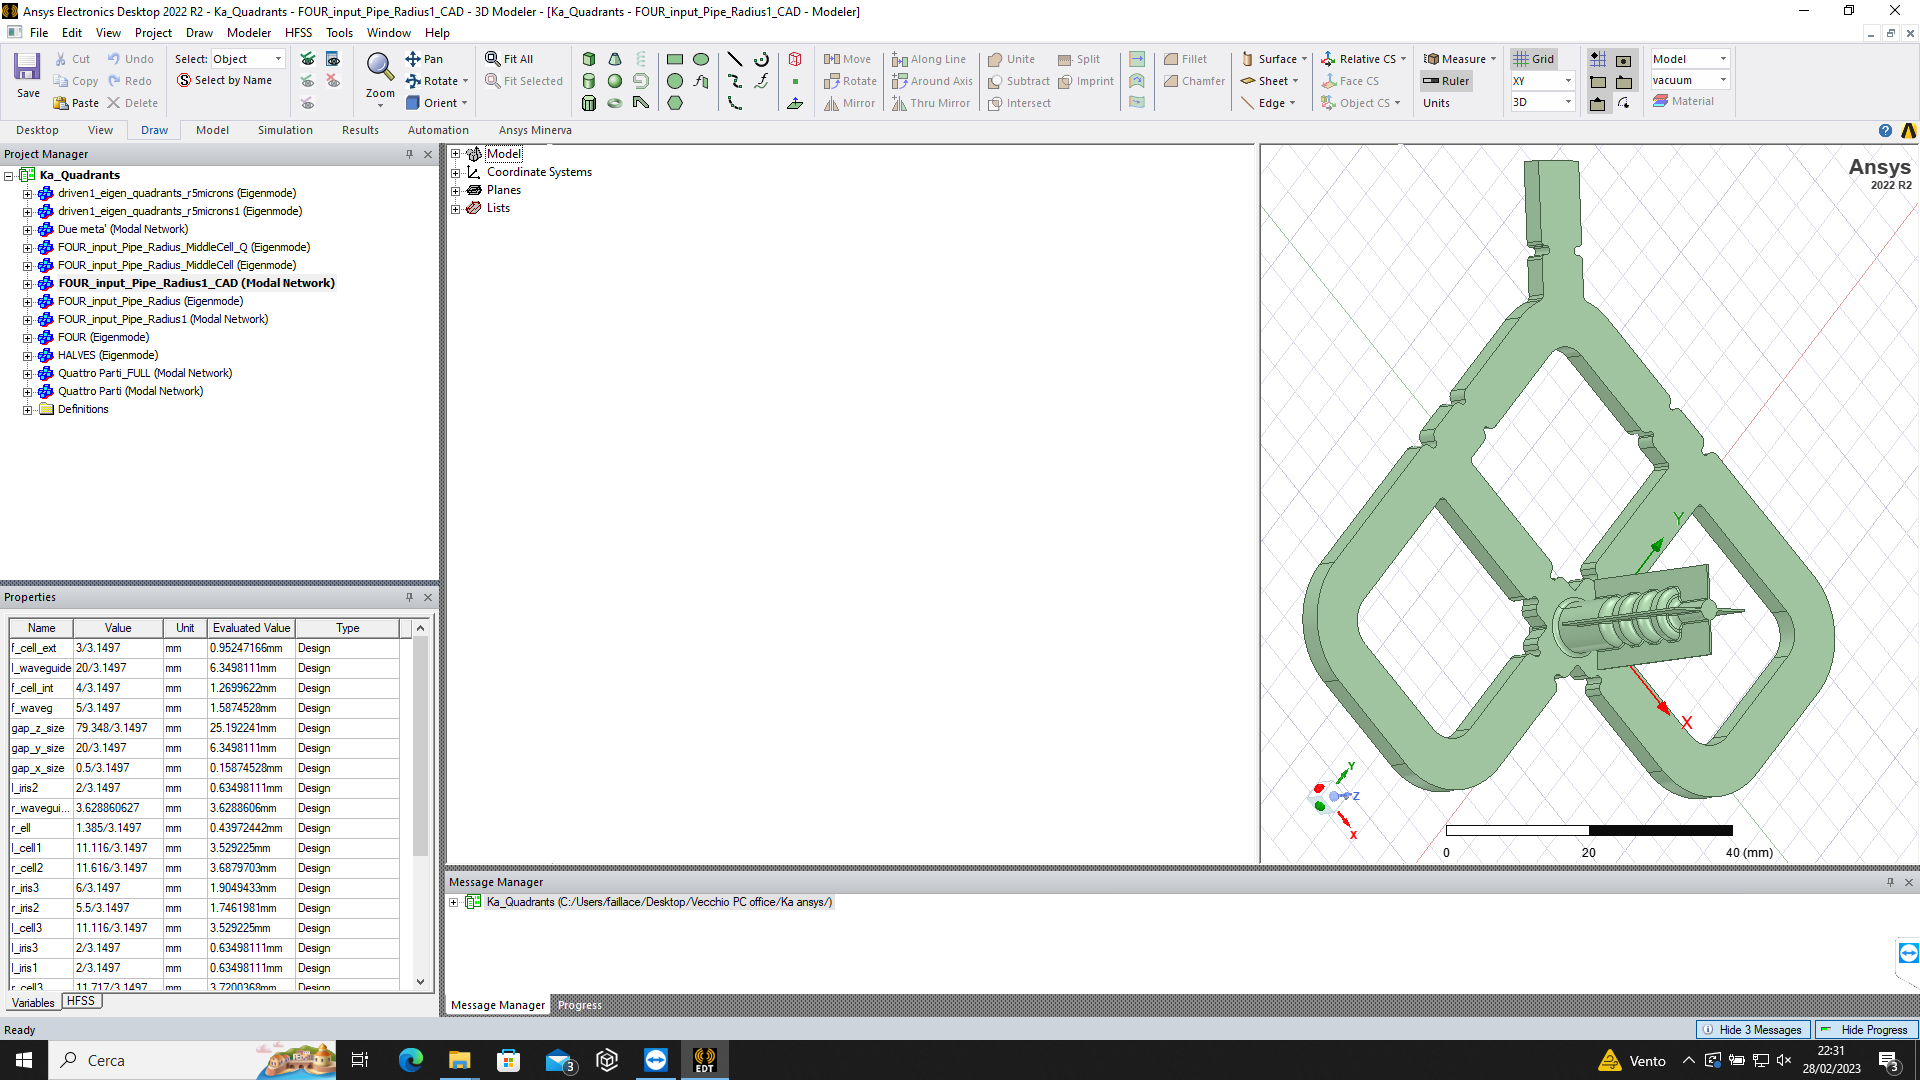 Ansys Electronics Desktop 2022 R2 - Ka_Quadrants - FOUR_input_Pipe_Radius1_CAD - 3D Modeler - [Ka_Quadrants - FOUR_input_Pipe_Radius1_CAD - Modeler]
File Edit View Project Draw Modeler HFSS Tools Window Help
Save
Cut Undo
Copy Redo
Paste Delete
Select: Object
Select by Name
Zoom
Pan
Rotate
Orient
Fit All
Fit Selected
Move Along Line
Rotate Around Axis
Mirror Thru Mirror
Unite Split
Subtract Imprint
Intersect
Fillet
Chamfer
Surface
Sheet
Edge
Relative CS
Face CS
Object CS
Measure
Ruler
Units
Grid
XY
3D
Model
vacuum
Material
Desktop View Draw Model Simulation Results Automation Ansys Minerva
Project Manager
Ka_Quadrants
driven1_eigen_quadrants_r5microns (Eigenmode)
driven1_eigen_quadrants_r5microns1 (Eigenmode)
Due meta' (Modal Network)
FOUR_input_Pipe_Radius_MiddleCell_Q (Eigenmode)
FOUR_input_Pipe_Radius_MiddleCell (Eigenmode)
FOUR_input_Pipe_Radius1_CAD (Modal Network)
FOUR_input_Pipe_Radius (Eigenmode)
FOUR_input_Pipe_Radius1 (Modal Network)
FOUR (Eigenmode)
HALVES (Eigenmode)
Quattro Parti_FULL (Modal Network)
Quattro Parti (Modal Network)
Definitions
Properties
Name Value Unit Evaluated Value Type
f_cell_ext 3/3.1497 mm 0.95247166mm Design
l_waveguide 20/3.1497 mm 6.3498111mm Design
f_cell_int 4/3.1497 mm 1.2699622mm Design
f_waveg 5/3.1497 mm 1.5874528mm Design
gap_z_size 79.348/3.1497 mm 25.192241mm Design
gap_y_size 20/3.1497 mm 6.3498111mm Design
gap_x_size 0.5/3.1497 mm 0.15874528mm Design
l_iris2 2/3.1497 mm 0.63498111mm Design
r_wavegui... 3.628860627 mm 3.6288606mm Design
r_ell 1.385/3.1497 mm 0.43972442mm Design
l_cell1 11.116/3.1497 mm 3.529225mm Design
r_cell2 11.616/3.1497 mm 3.6879703mm Design
r_iris3 6/3.1497 mm 1.9049433mm Design
r_iris2 5.5/3.1497 mm 1.7461981mm Design
l_cell3 11.116/3.1497 mm 3.529225mm Design
l_iris3 2/3.1497 mm 0.63498111mm Design
l_iris1 2/3.1497 mm 0.63498111mm Design
r_cell3 11.717/3.1497 mm 3.7200368mm Design
Variables HFSS
Model
Coordinate Systems
Planes
Lists
Ansys
2022 R2
Y
X
Y
Z
X
0 20 40 (mm)
Message Manager
Ka_Quadrants (C:/Users/faillace/Desktop/Vecchio PC office/Ka ansys/)
Message Manager Progress
Ready
Hide 3 Messages Hide Progress
Cerca
3
EDT
Vento
22:31
28/02/2023
3